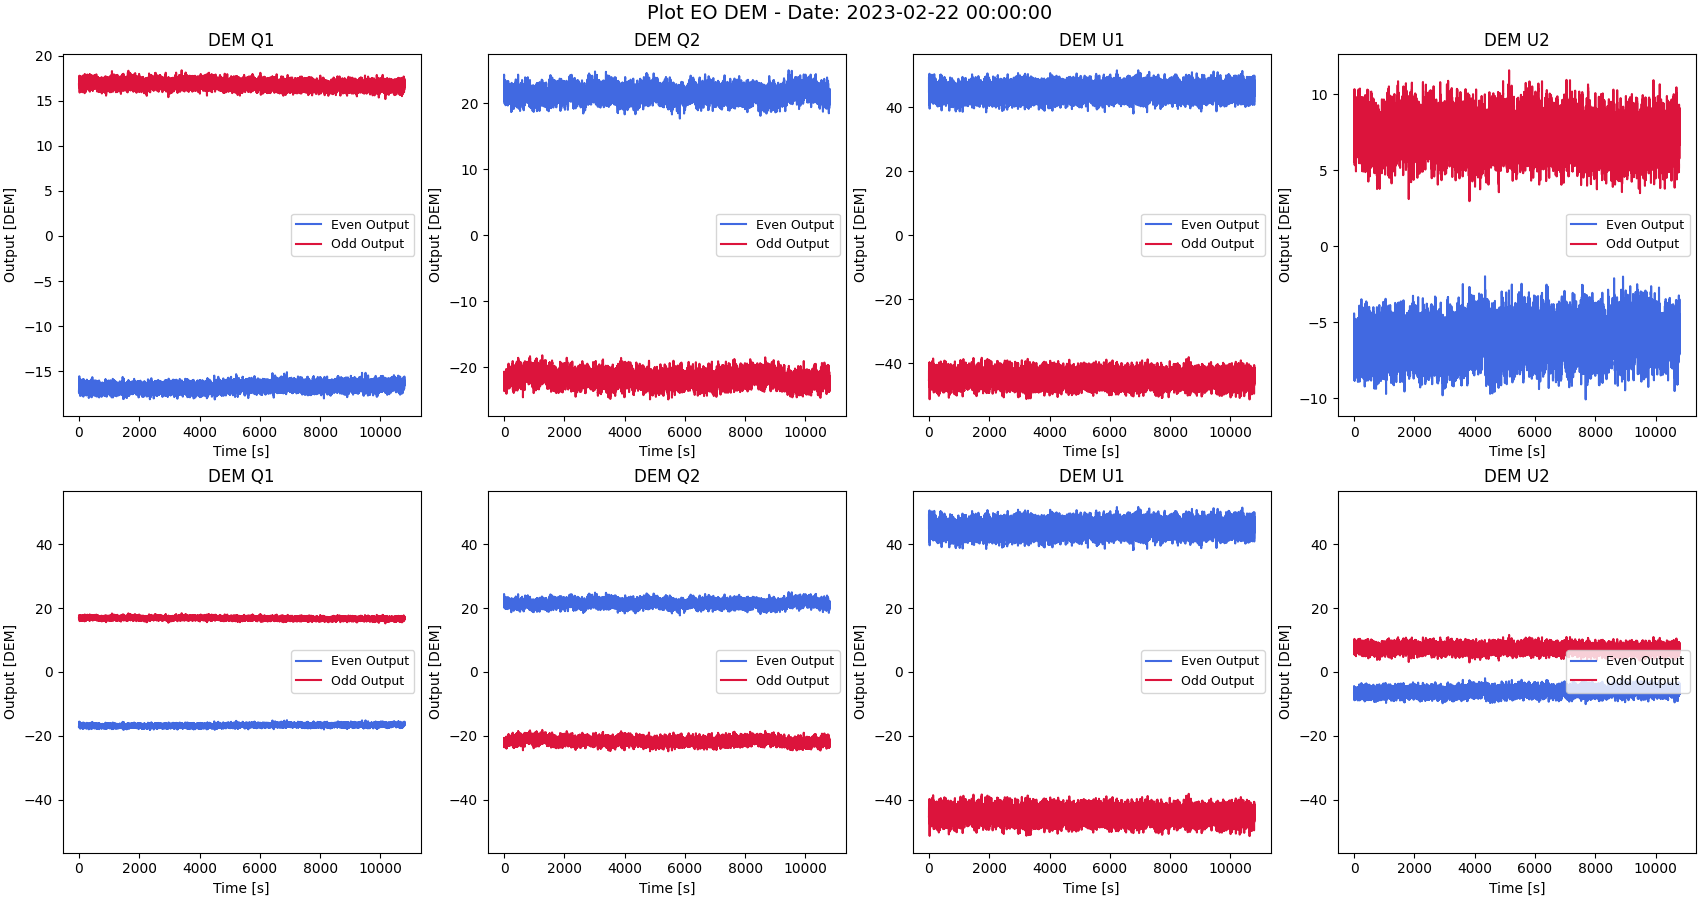 Plot EO DEM - Date: 2023-02-22 00:00:00
DEM Q1
DEM Q2
DEM U1
DEM U2
Output [DEM]
20
15
10
5
0
−5
−10
−15
Even Output
Odd Output
0 2000 4000 6000 8000 10000
Time [s]
Output [DEM]
20
10
0
−10
−20
Even Output
Odd Output
0 2000 4000 6000 8000 10000
Time [s]
Output [DEM]
40
20
0
−20
−40
Even Output
Odd Output
0 2000 4000 6000 8000 10000
Time [s]
Output [DEM]
10
5
0
−5
−10
Even Output
Odd Output
0 2000 4000 6000 8000 10000
Time [s]
DEM Q1
DEM Q2
DEM U1
DEM U2
Output [DEM]
40
20
0
−20
−40
Even Output
Odd Output
0 2000 4000 6000 8000 10000
Time [s]
Output [DEM]
40
20
0
−20
−40
Even Output
Odd Output
0 2000 4000 6000 8000 10000
Time [s]
Output [DEM]
40
20
0
−20
−40
Even Output
Odd Output
0 2000 4000 6000 8000 10000
Time [s]
Output [DEM]
40
20
0
−20
−40
Even Output
Odd Output
0 2000 4000 6000 8000 10000
Time [s]